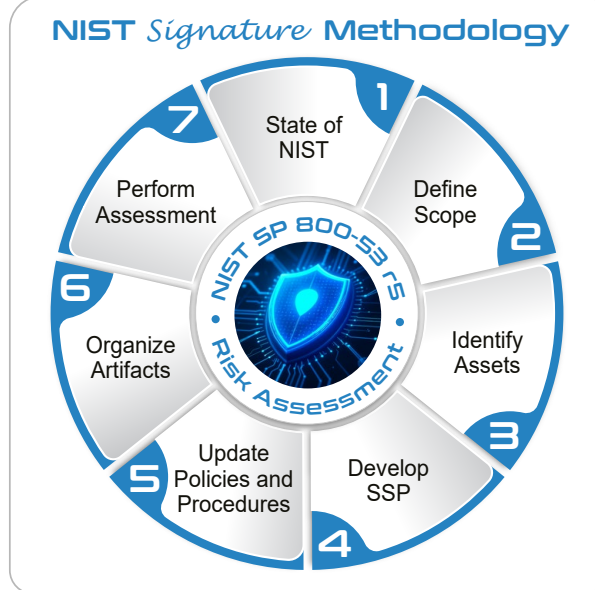 NIST Signature Methodology
1
State of
NIST
2
Define
Scope
3
Identify
Assets
4
Develop
SSP
5
Update
Policies and
Procedures
6
Organize
Artifacts
7
Perform
Assessment
NIST SP 800-53 r5
• Risk Assessment •